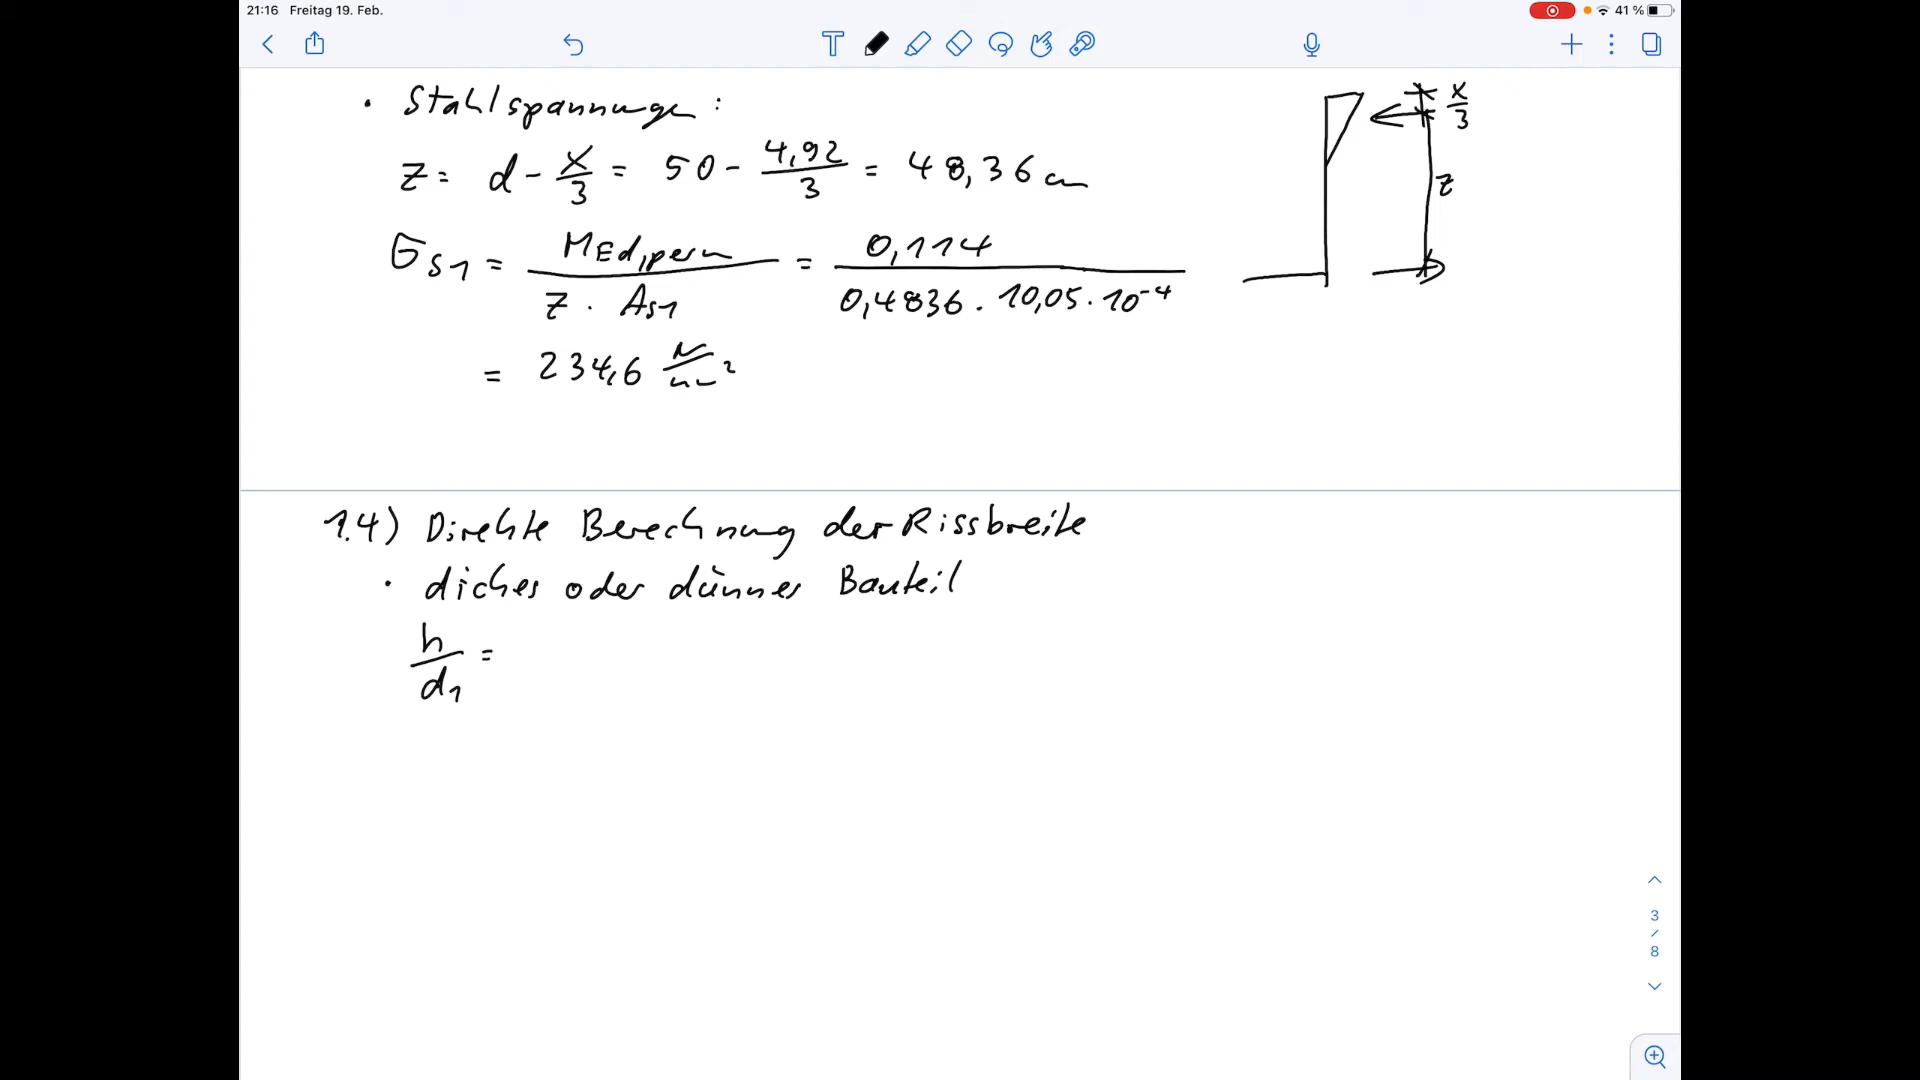 21:16 Freitag 19. Feb. 41 %
• Stahlspannungen:
z = d - x/3 = 50 - 4,92/3 = 48,36 cm
σs1 = MEd,perm / (z · As1) = 0,114 / (0,4836 · 10,05 · 10⁻⁴)
= 234,6 N/mm²
x/3
z
1.4) Direkte Berechnung der Rissbreite
• dickes oder dünnes Bauteil
h/d1 =
3
/
8